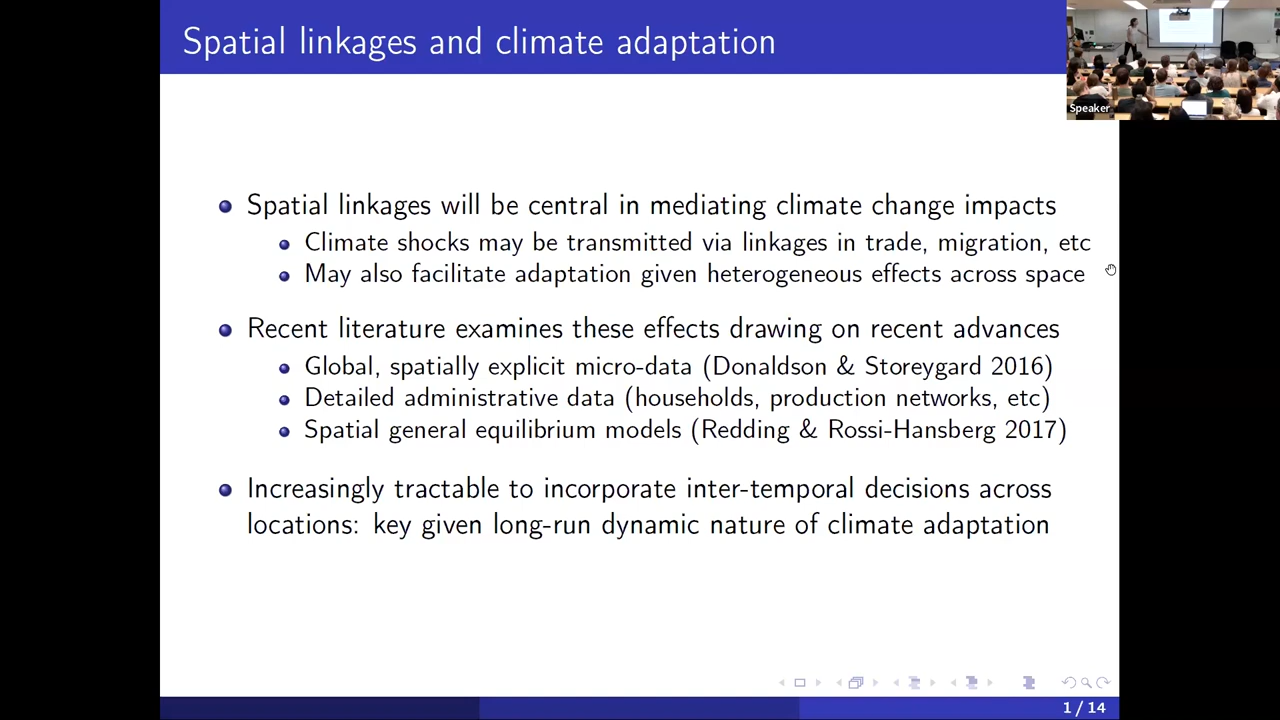 Spatial linkages and climate adaptation
Speaker
Spatial linkages will be central in mediating climate change impacts
Climate shocks may be transmitted via linkages in trade, migration, etc
May also facilitate adaptation given heterogeneous effects across space
Recent literature examines these effects drawing on recent advances
Global, spatially explicit micro-data (Donaldson & Storeygard 2016)
Detailed administrative data (households, production networks, etc)
Spatial general equilibrium models (Redding & Rossi-Hansberg 2017)
Increasingly tractable to incorporate inter-temporal decisions across
locations: key given long-run dynamic nature of climate adaptation
1 / 14